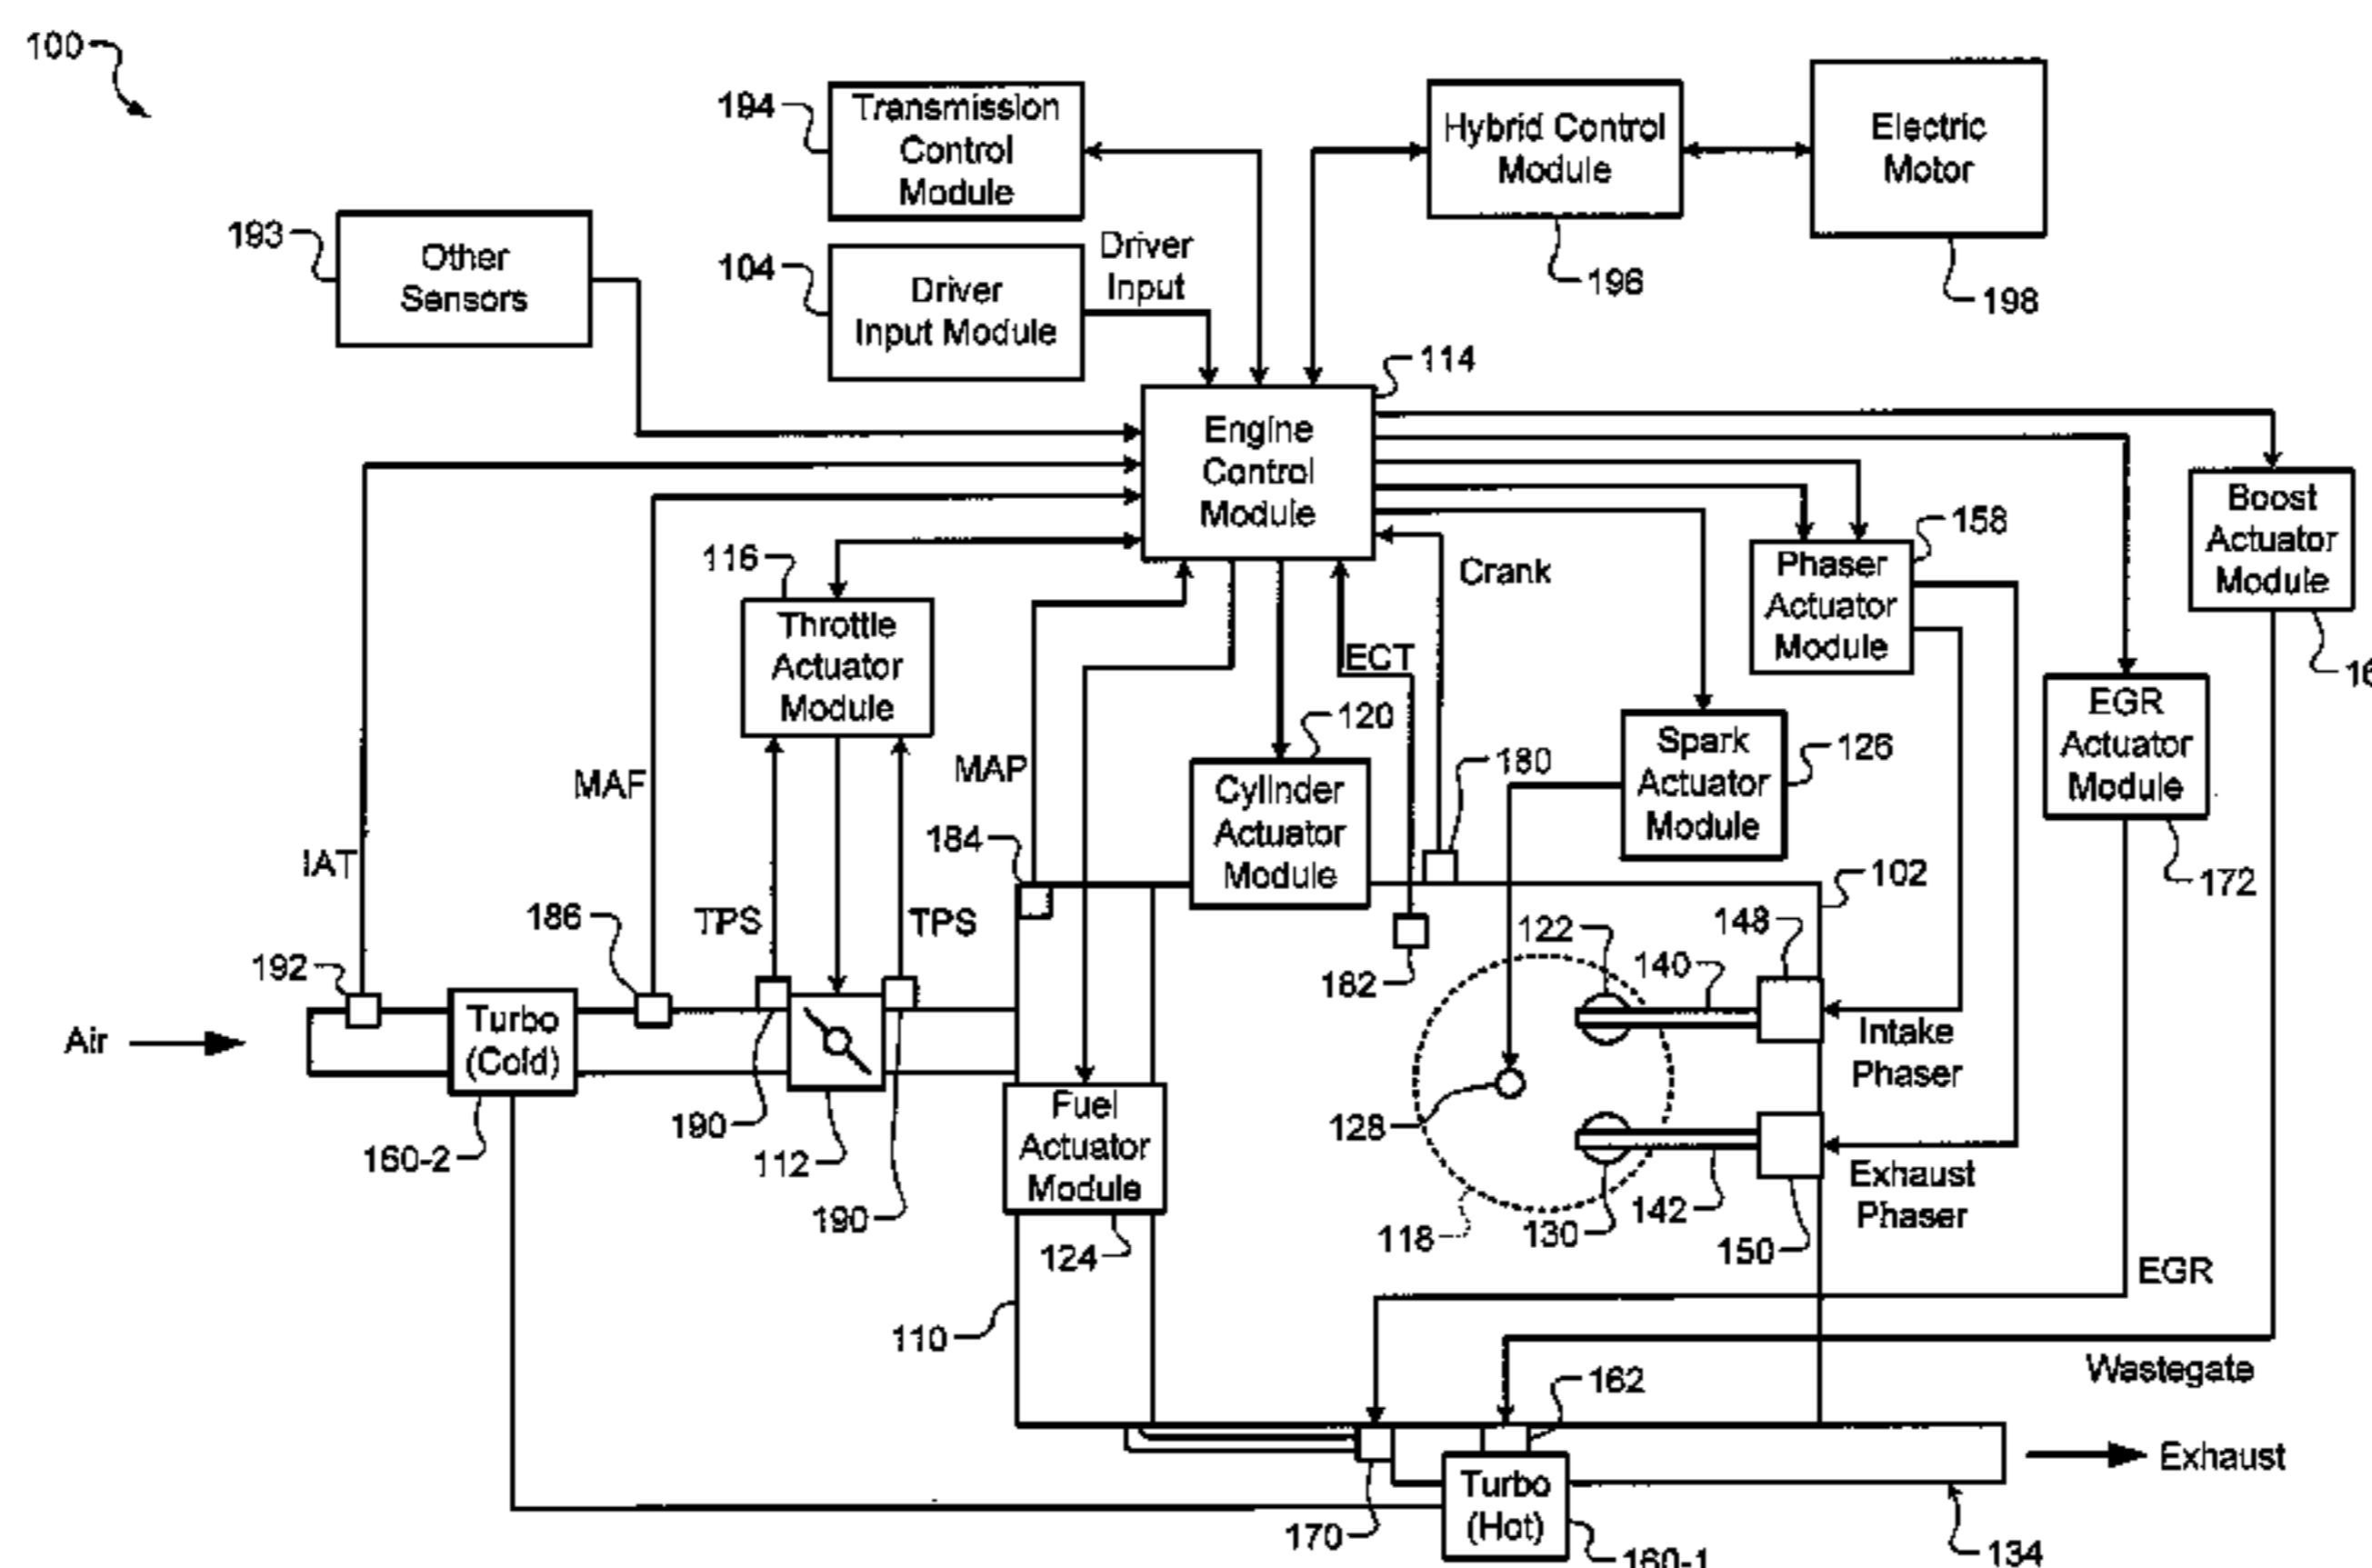 100
194
Transmission
Control
Module
Hybrid Control
Module
196
Electric
Motor
198
193
Other
Sensors
104
Driver
Input Module
Driver
Input
114
Engine
Control
Module
Boost
Actuator
Module
158
Phaser
Actuator
Module
116
Throttle
Actuator
Module
Crank
ECT
EGR
Actuator
Module
172
120
Cylinder
Actuator
Module
180
Spark
Actuator
Module
126
MAP
MAF
IAT
184
TPS
TPS
186
192
102
148
122
140
182
Air
Turbo
(Cold)
160-2
190
112
190
Fuel
Actuator
Module
124
128
Intake
Phaser
Exhaust
Phaser
118
130
142
150
EGR
110
Wastegate
162
Exhaust
Turbo
(Hot)
170
160-1
134